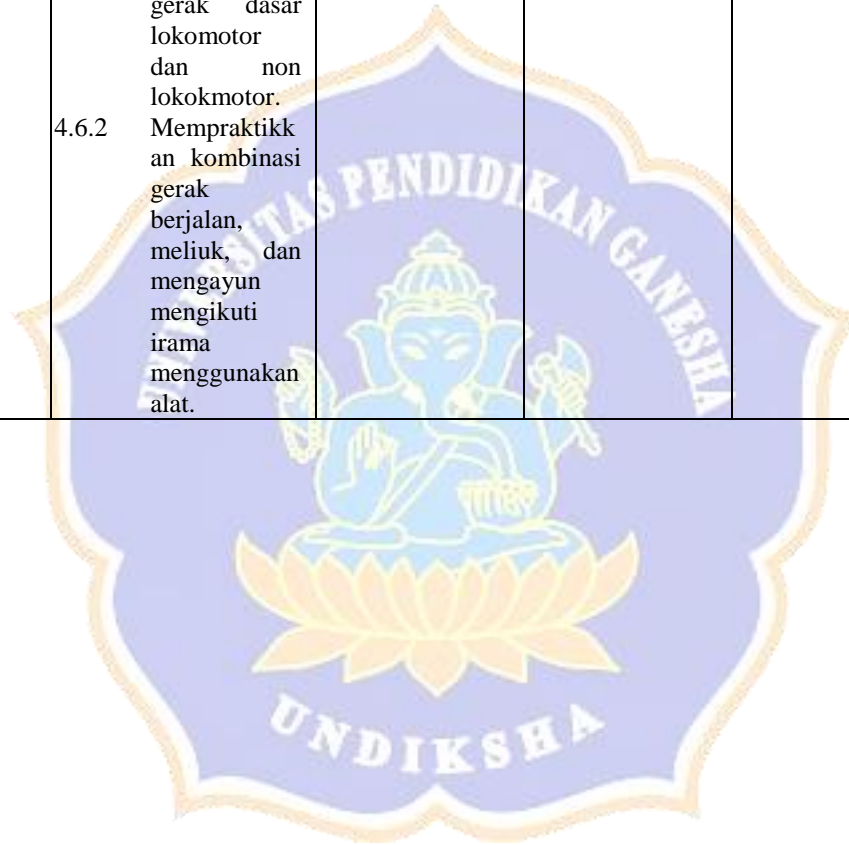 gerak dasar
lokomotor
dan non
lokokmotor.
4.6.2 Mempraktikk
an kombinasi
gerak
berjalan,
meliuk, dan
mengayun
mengikuti
irama
menggunakan
alat.
UNIVERSITAS PENDIDIKAN GANESHA
UNDIKSHA